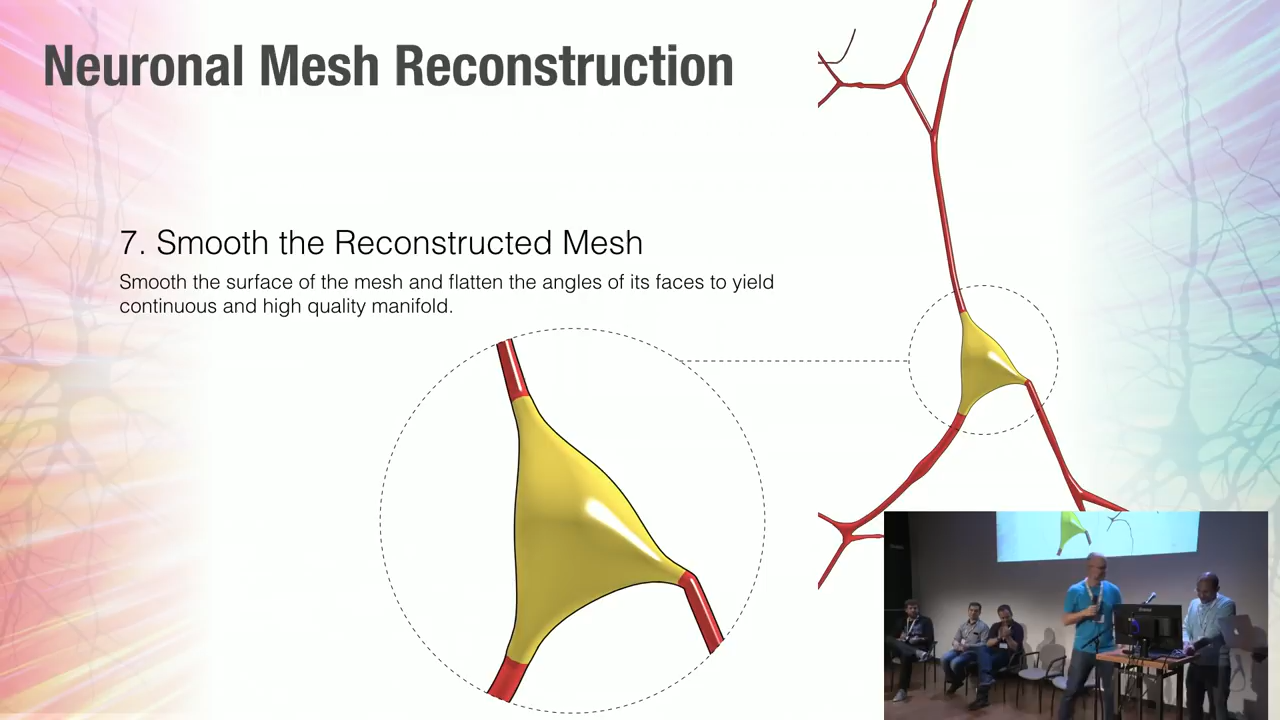 Neuronal Mesh Reconstruction
7. Smooth the Reconstructed Mesh
Smooth the surface of the mesh and flatten the angles of its faces to yield
continuous and high quality manifold.